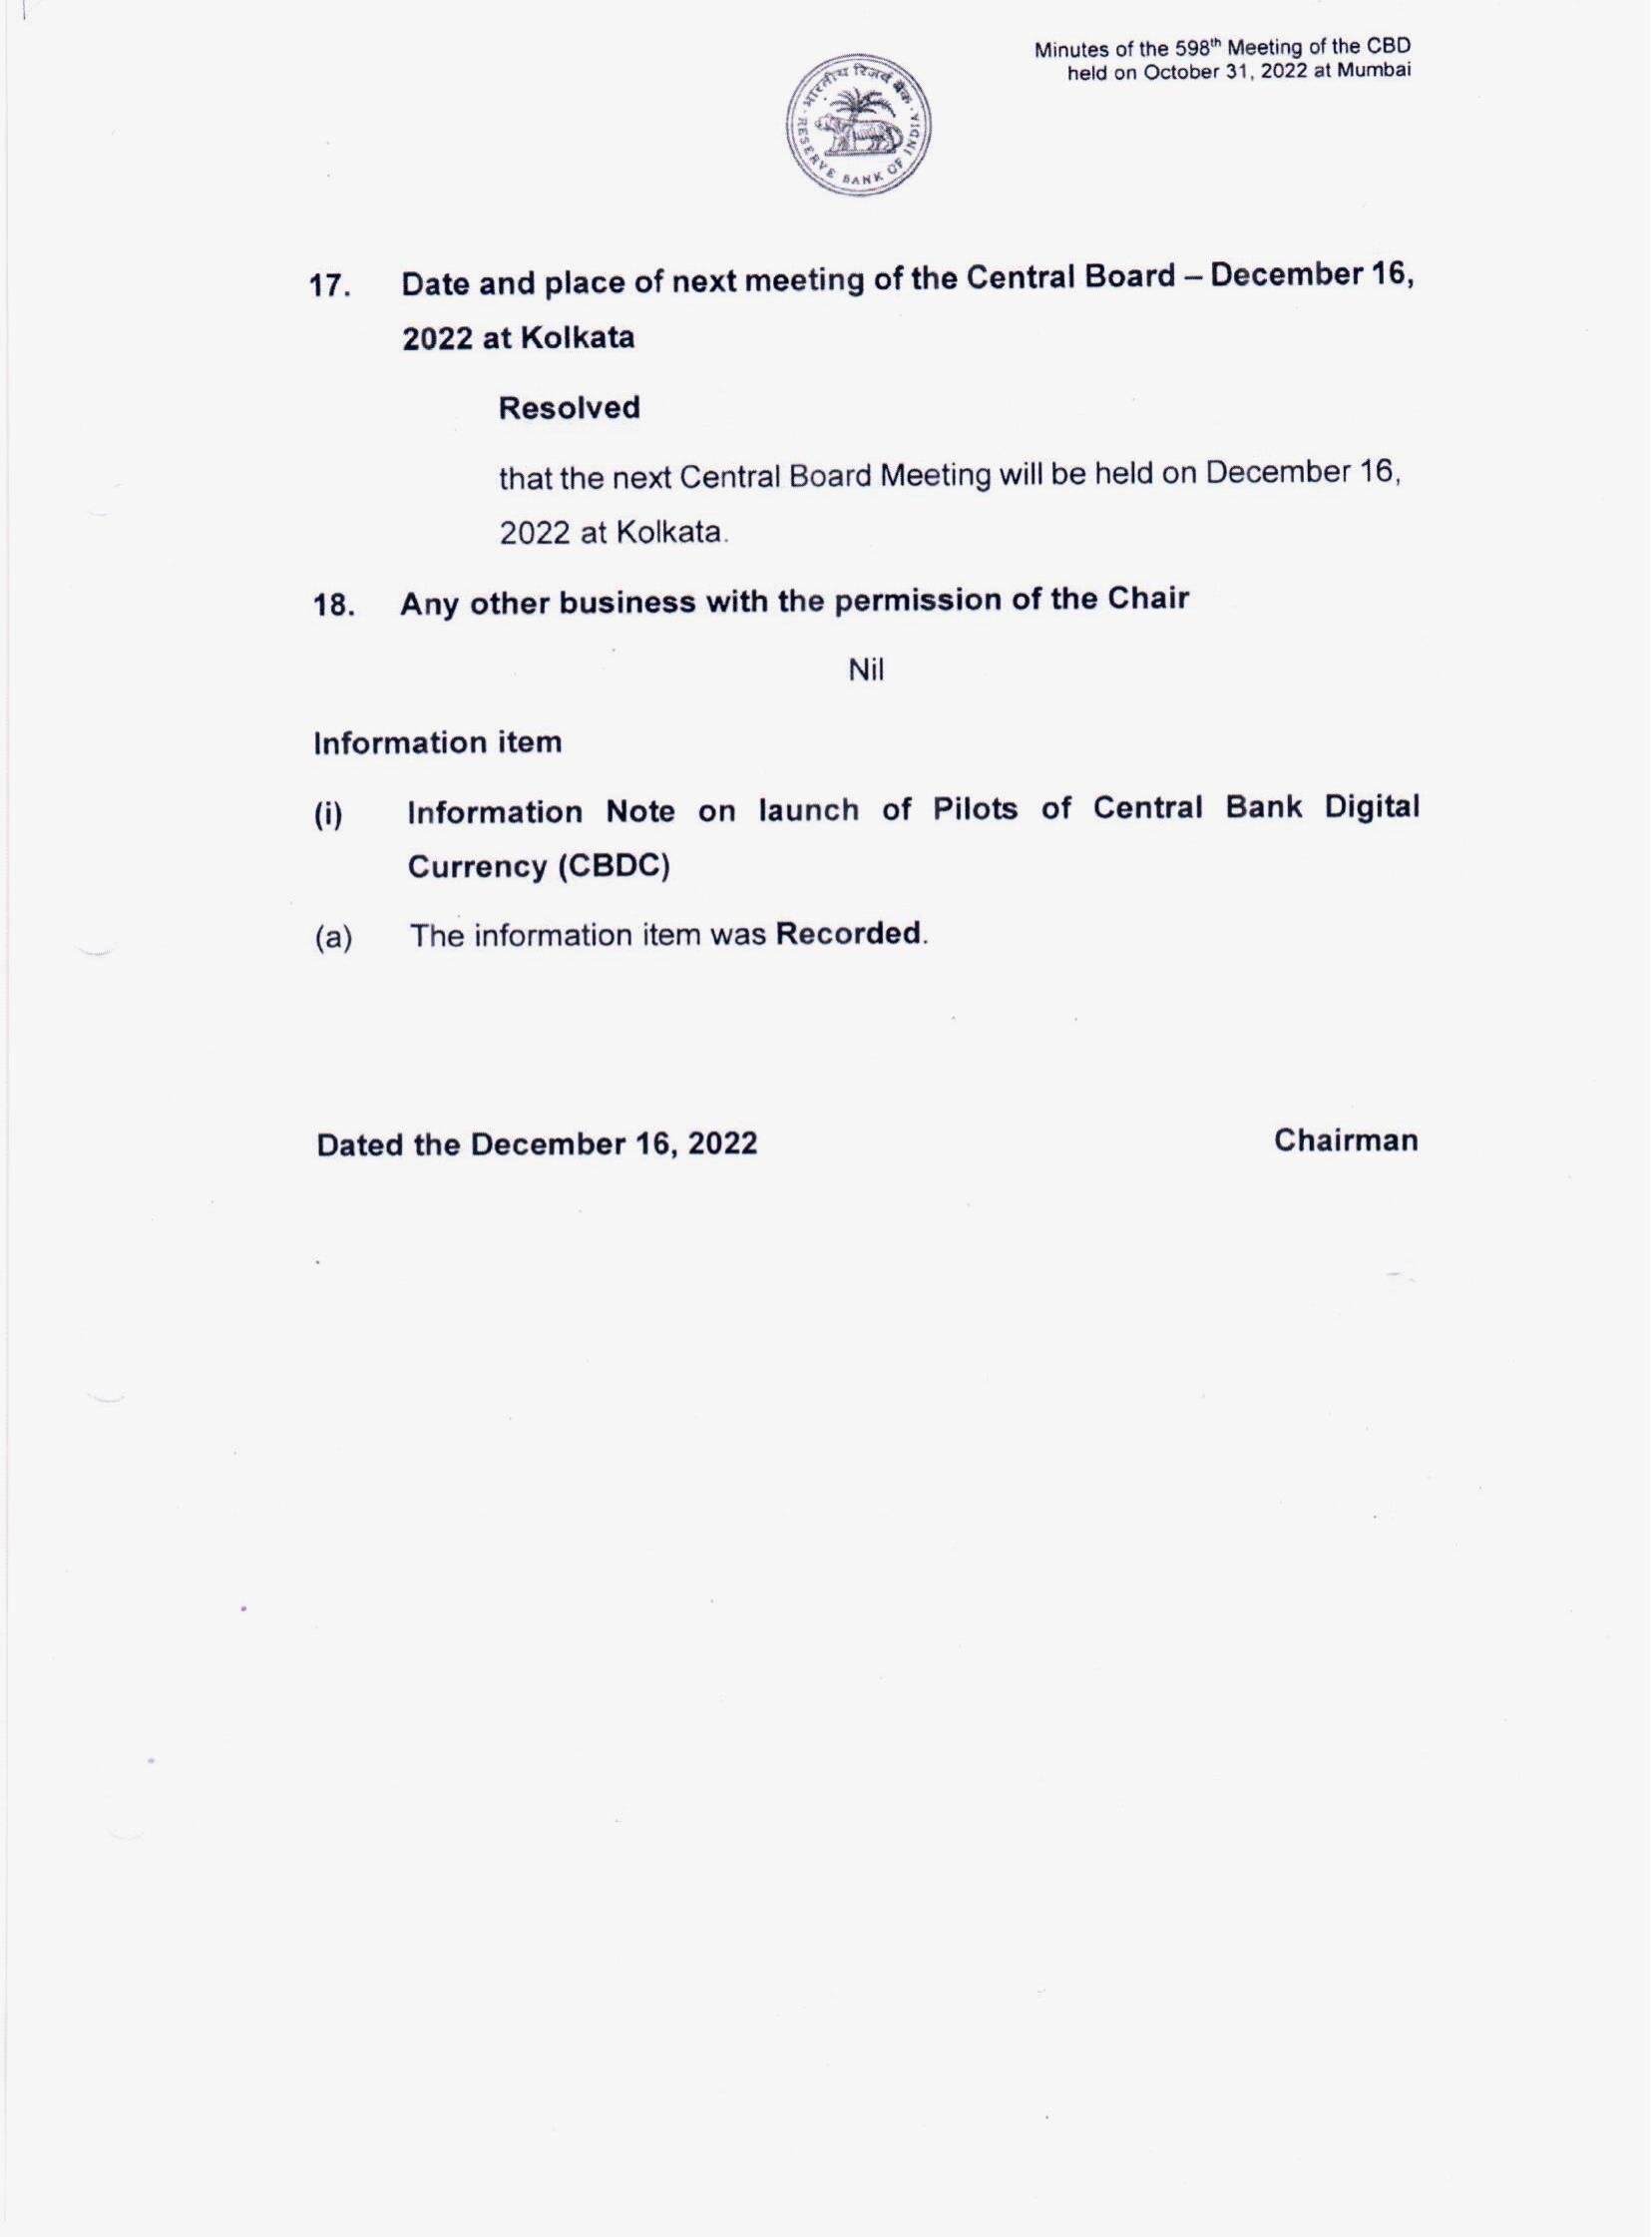 Minutes of the 598th Meeting of the CBD
held on October 31, 2022 at Mumbai
भारतीय रिज़र्व बैंक
RESERVE BANK OF INDIA
17. Date and place of next meeting of the Central Board – December 16,
2022 at Kolkata
Resolved
that the next Central Board Meeting will be held on December 16,
2022 at Kolkata.
18. Any other business with the permission of the Chair
Nil
Information item
(i) Information Note on launch of Pilots of Central Bank Digital
Currency (CBDC)
(a) The information item was Recorded.
Dated the December 16, 2022 Chairman